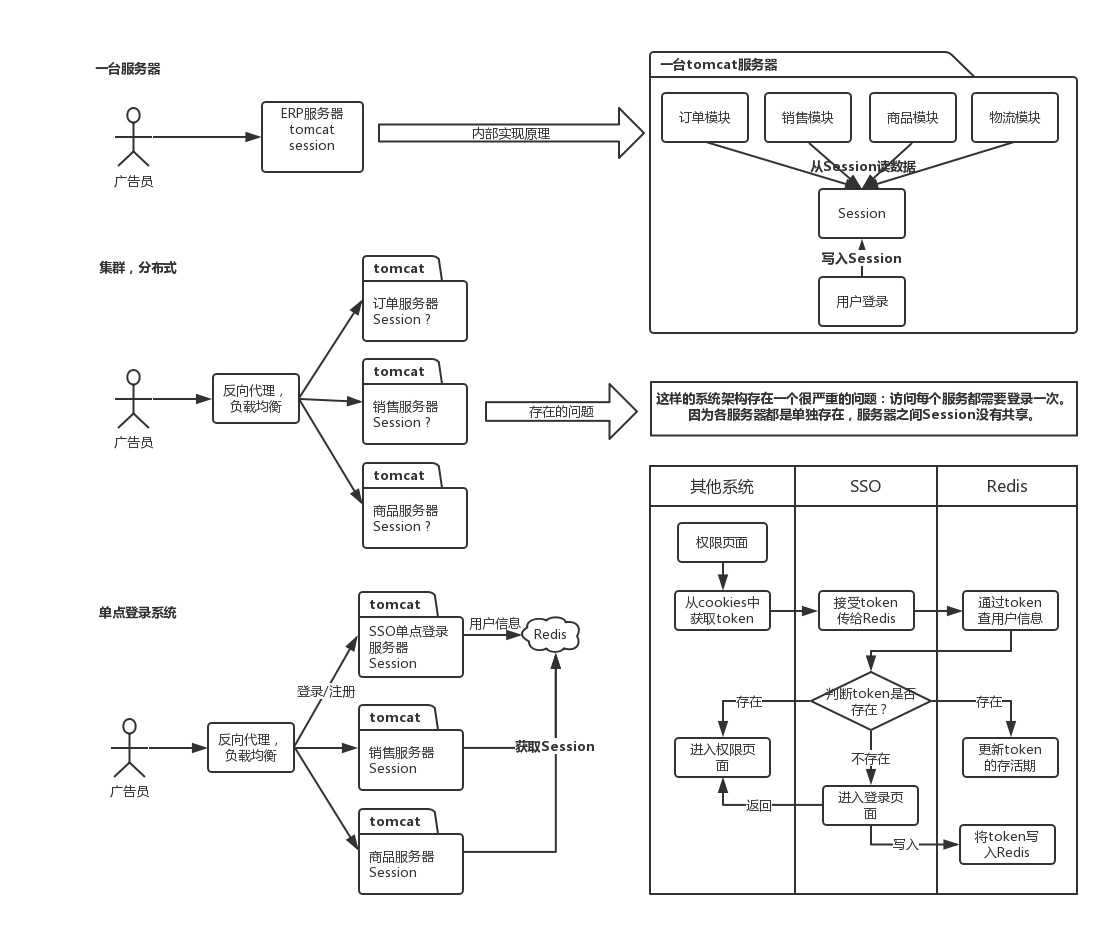 一台服务器
ERP服务器
tomcat
session
广告员
内部实现原理
一台tomcat服务器
订单模块
销售模块
商品模块
物流模块
从Session读数据
Session
写入Session
用户登录
集群，分布式
广告员
反向代理，
负载均衡
tomcat
订单服务器
Session？
tomcat
销售服务器
Session？
tomcat
商品服务器
Session？
存在的问题
这样的系统架构存在一个很严重的问题：访问每个服务都需要登录一次。
因为各服务器都是单独存在，服务器之间Session没有共享。
单点登录系统
广告员
反向代理，
负载均衡
登录/注册
tomcat
SSO单点登录
服务器
Session
用户信息
Redis
tomcat
销售服务器
Session
获取Session
tomcat
商品服务器
Session
其他系统
SSO
Redis
权限页面
从cookies中
获取token
接受token
传给Redis
通过token
查用户信息
判断token是否
存在？
存在
存在
进入权限页
面
更新token
的存活期
不存在
进入登录页
面
返回
写入
将token写
入Redis